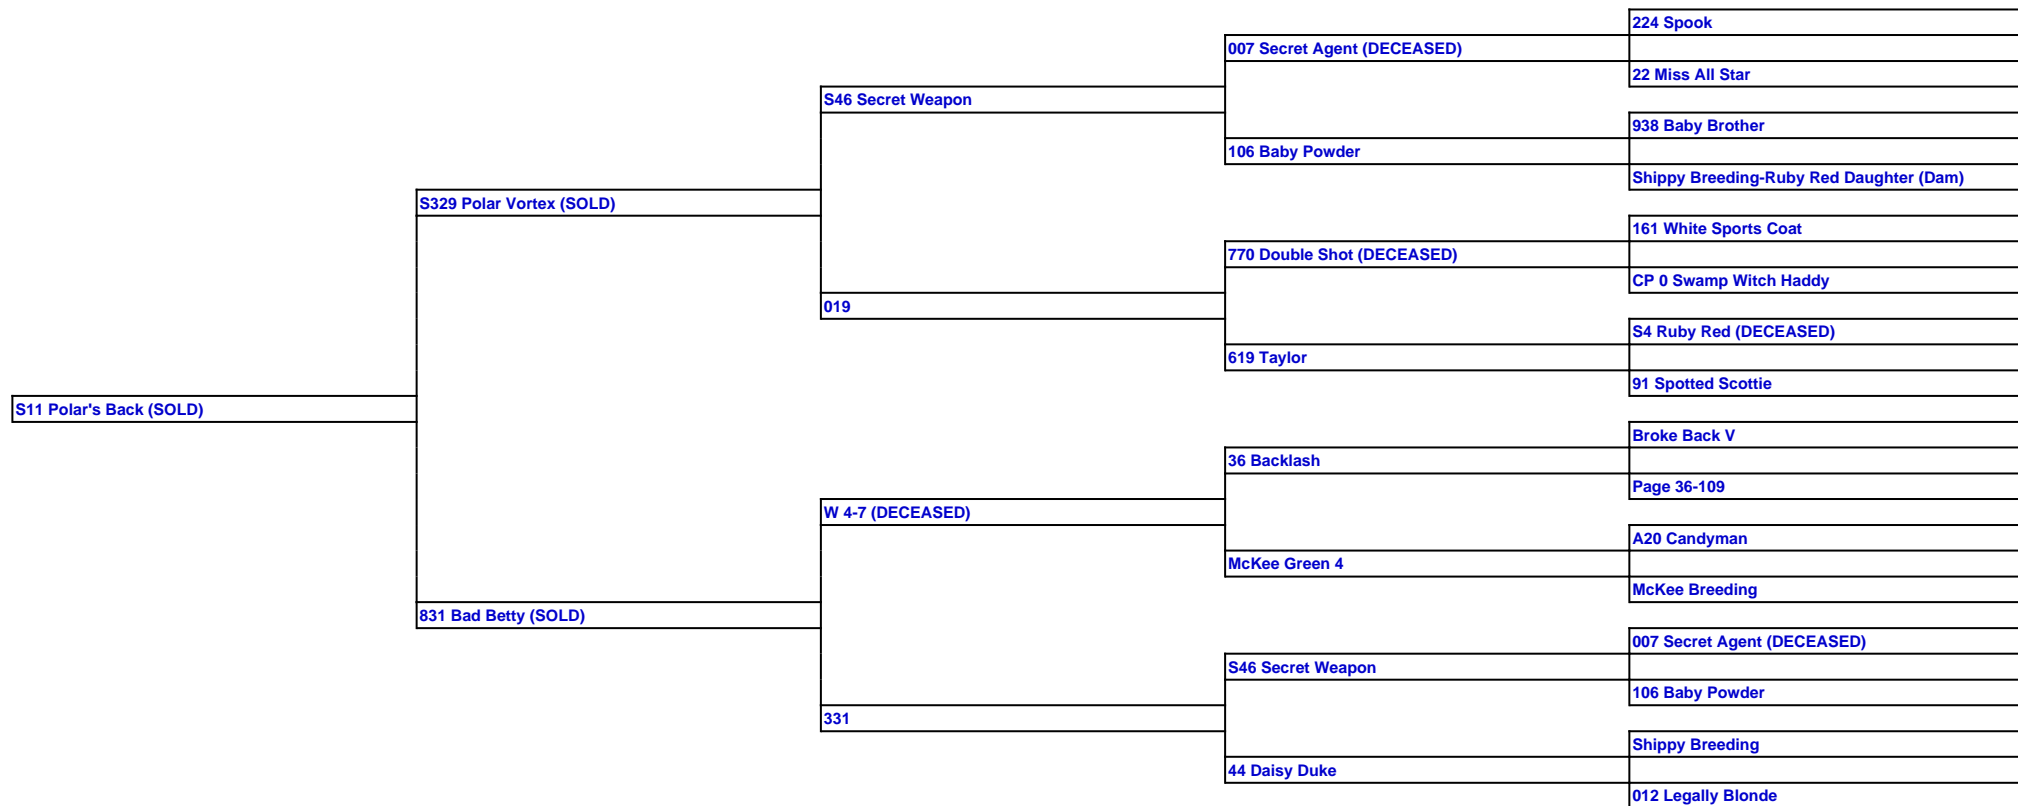 224 Spook
007 Secret Agent (DECEASED)
22 Miss All Star
S46 Secret Weapon
938 Baby Brother
106 Baby Powder
Shippy Breeding-Ruby Red Daughter (Dam)
S329 Polar Vortex (SOLD)
161 White Sports Coat
770 Double Shot (DECEASED)
CP 0 Swamp Witch Haddy
019
S4 Ruby Red (DECEASED)
619 Taylor
91 Spotted Scottie
S11 Polar's Back (SOLD)
Broke Back V
36 Backlash
Page 36-109
W 4-7 (DECEASED)
A20 Candyman
McKee Green 4
McKee Breeding
831 Bad Betty (SOLD)
007 Secret Agent (DECEASED)
S46 Secret Weapon
106 Baby Powder
331
Shippy Breeding
44 Daisy Duke
012 Legally Blonde